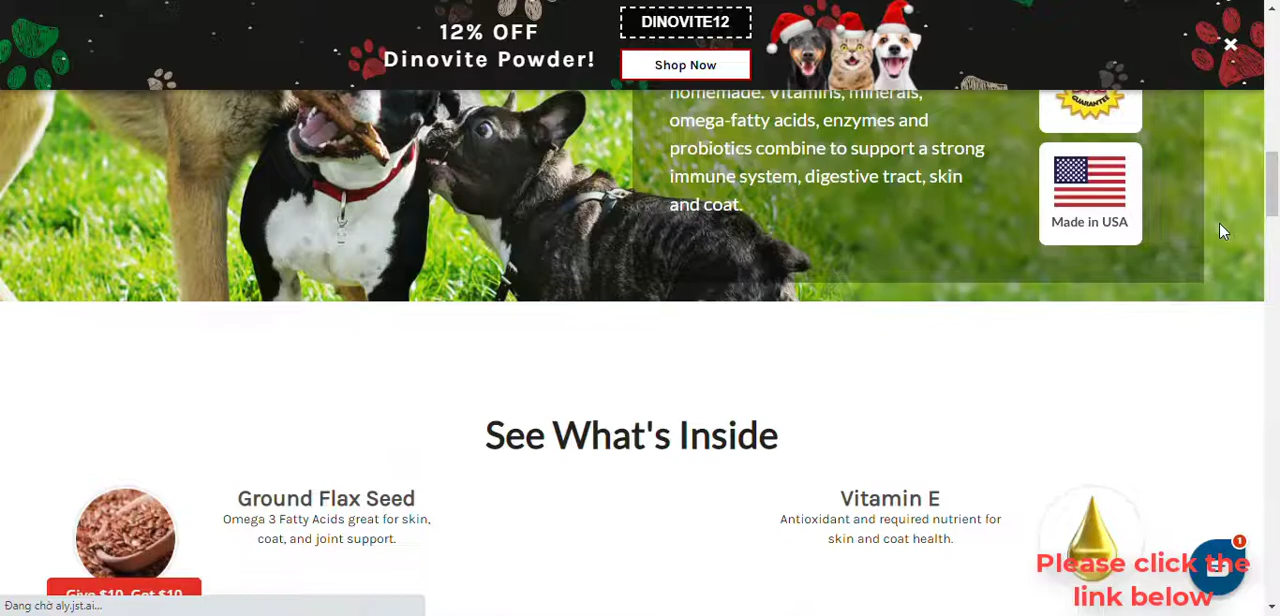 12% OFF
Dinovite Powder!
DINOVITE12
Shop Now
×
homemade. Vitamins, minerals,
omega-fatty acids, enzymes and
probiotics combine to support a strong
immune system, digestive tract, skin
and coat.
GUARANTEE
Made in USA
See What's Inside
Ground Flax Seed
Omega 3 Fatty Acids great for skin,
coat, and joint support.
Vitamin E
Antioxidant and required nutrient for
skin and coat health.
1
Give $10, Get $10
Please click the
link below
Đang chờ aly.jst.ai...